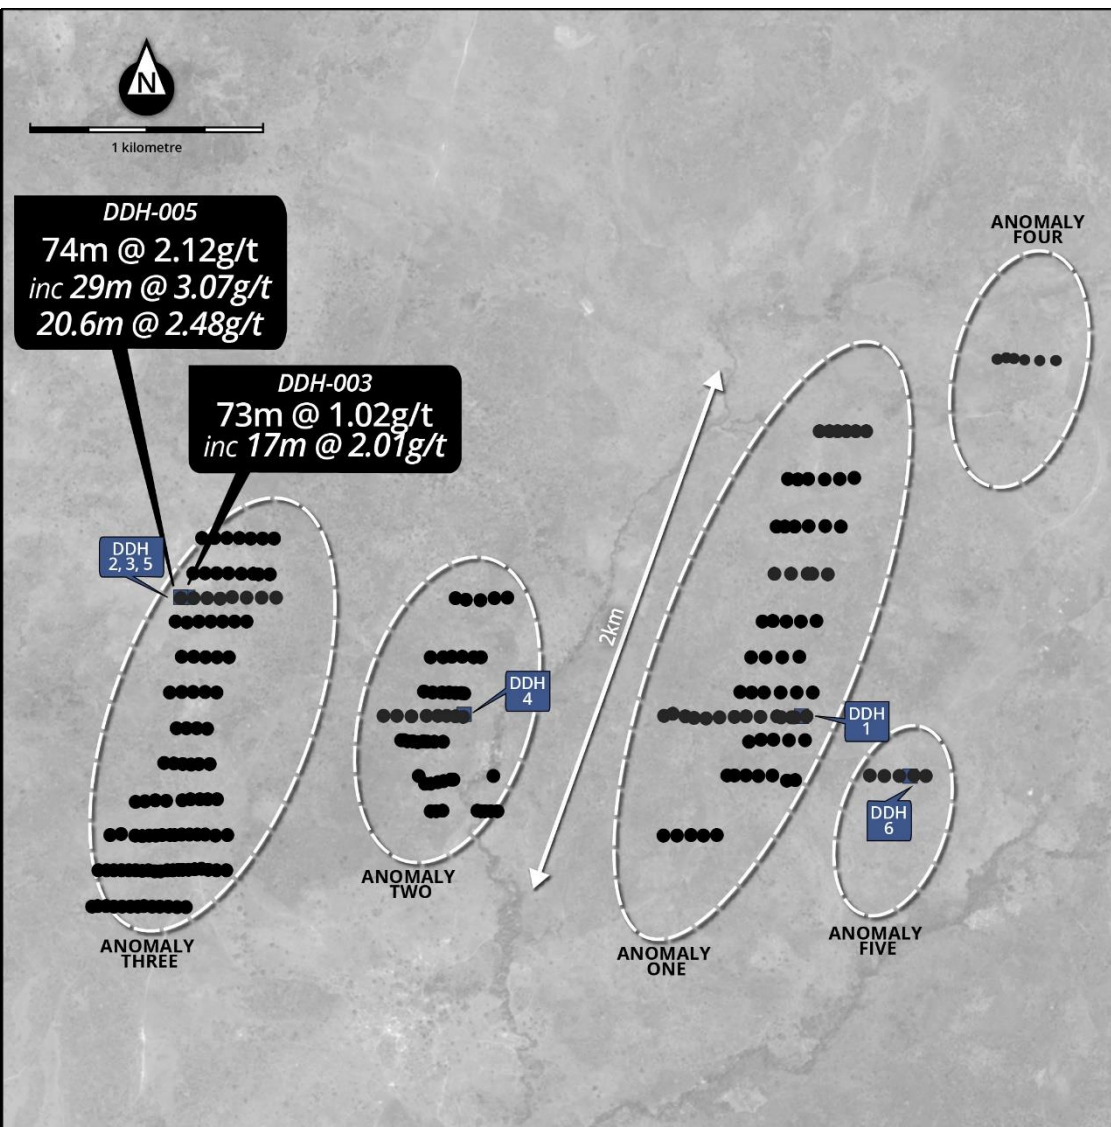 N
1 kilometre
DDH-005
74m @ 2.12g/t
inc 29m @ 3.07g/t
20.6m @ 2.48g/t
DDH-003
73m @ 1.02g/t
inc 17m @ 2.01g/t
DDH
2, 3, 5
ANOMALY
FOUR
2km
DDH
4
DDH
1
DDH
6
ANOMALY
TWO
ANOMALY
THREE
ANOMALY
ONE
ANOMALY
FIVE